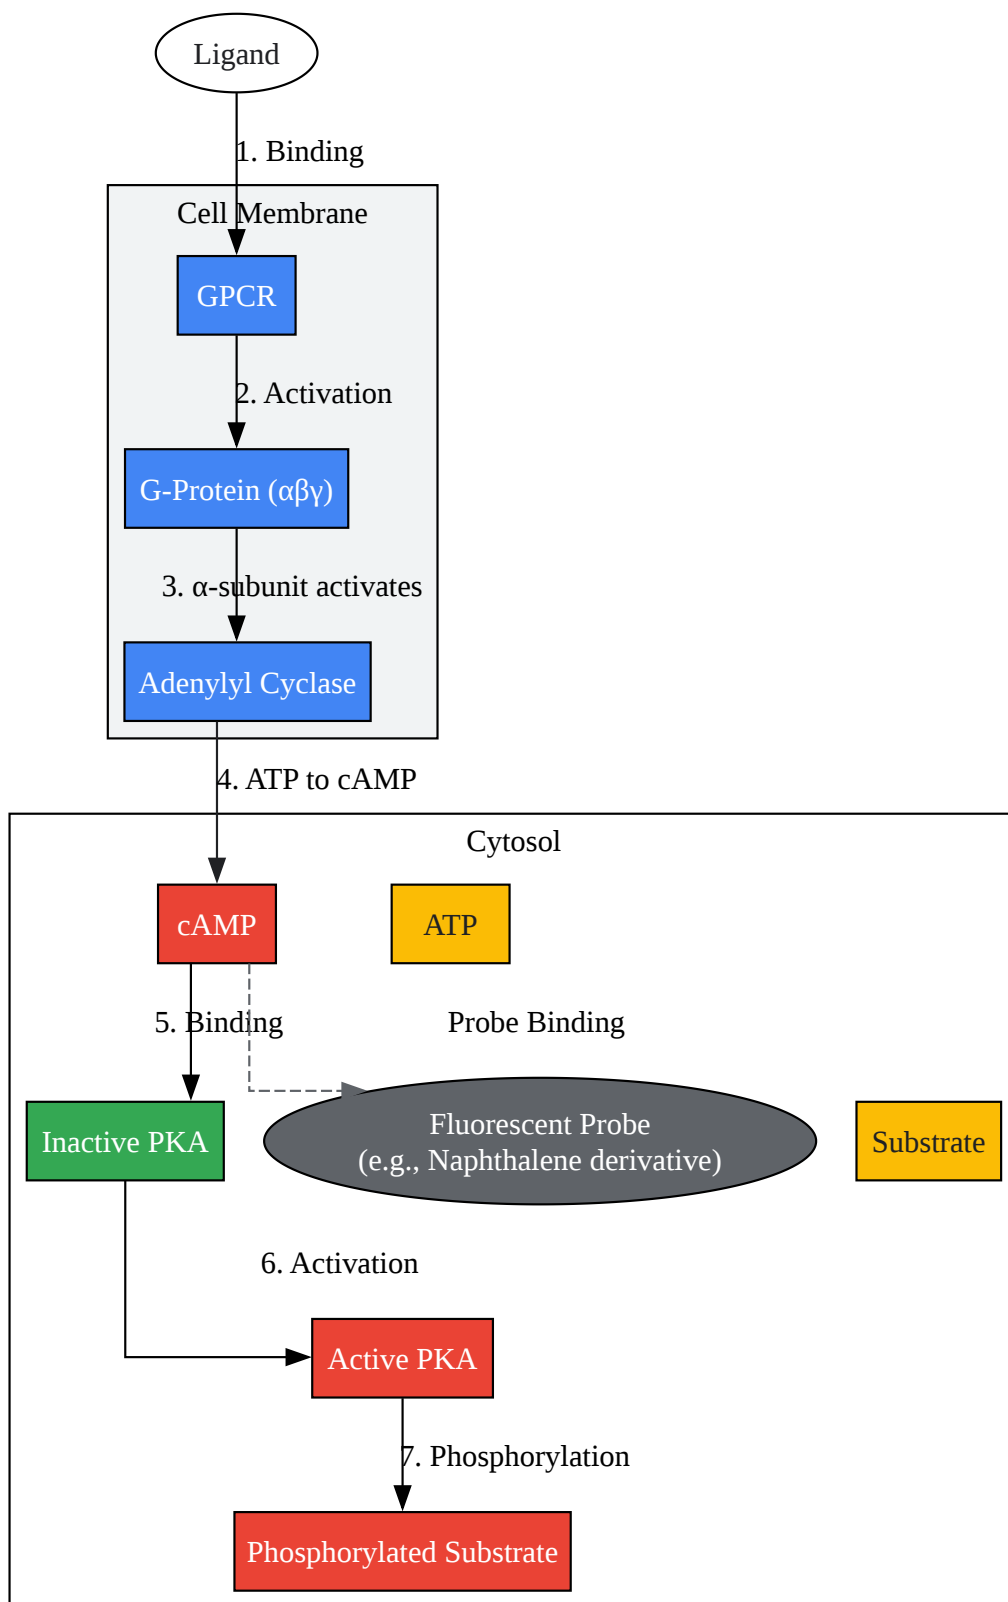 Ligand
1. Binding
Cell Membrane
GPCR
2. Activation
G-Protein (αβγ)
3. α-subunit activates
Adenylyl Cyclase
4. ATP to cAMP
Cytosol
cAMP
ATP
5. Binding
Probe Binding
Inactive PKA
Fluorescent Probe
(e.g., Naphthalene derivative)
Substrate
6. Activation
Active PKA
7. Phosphorylation
Phosphorylated Substrate